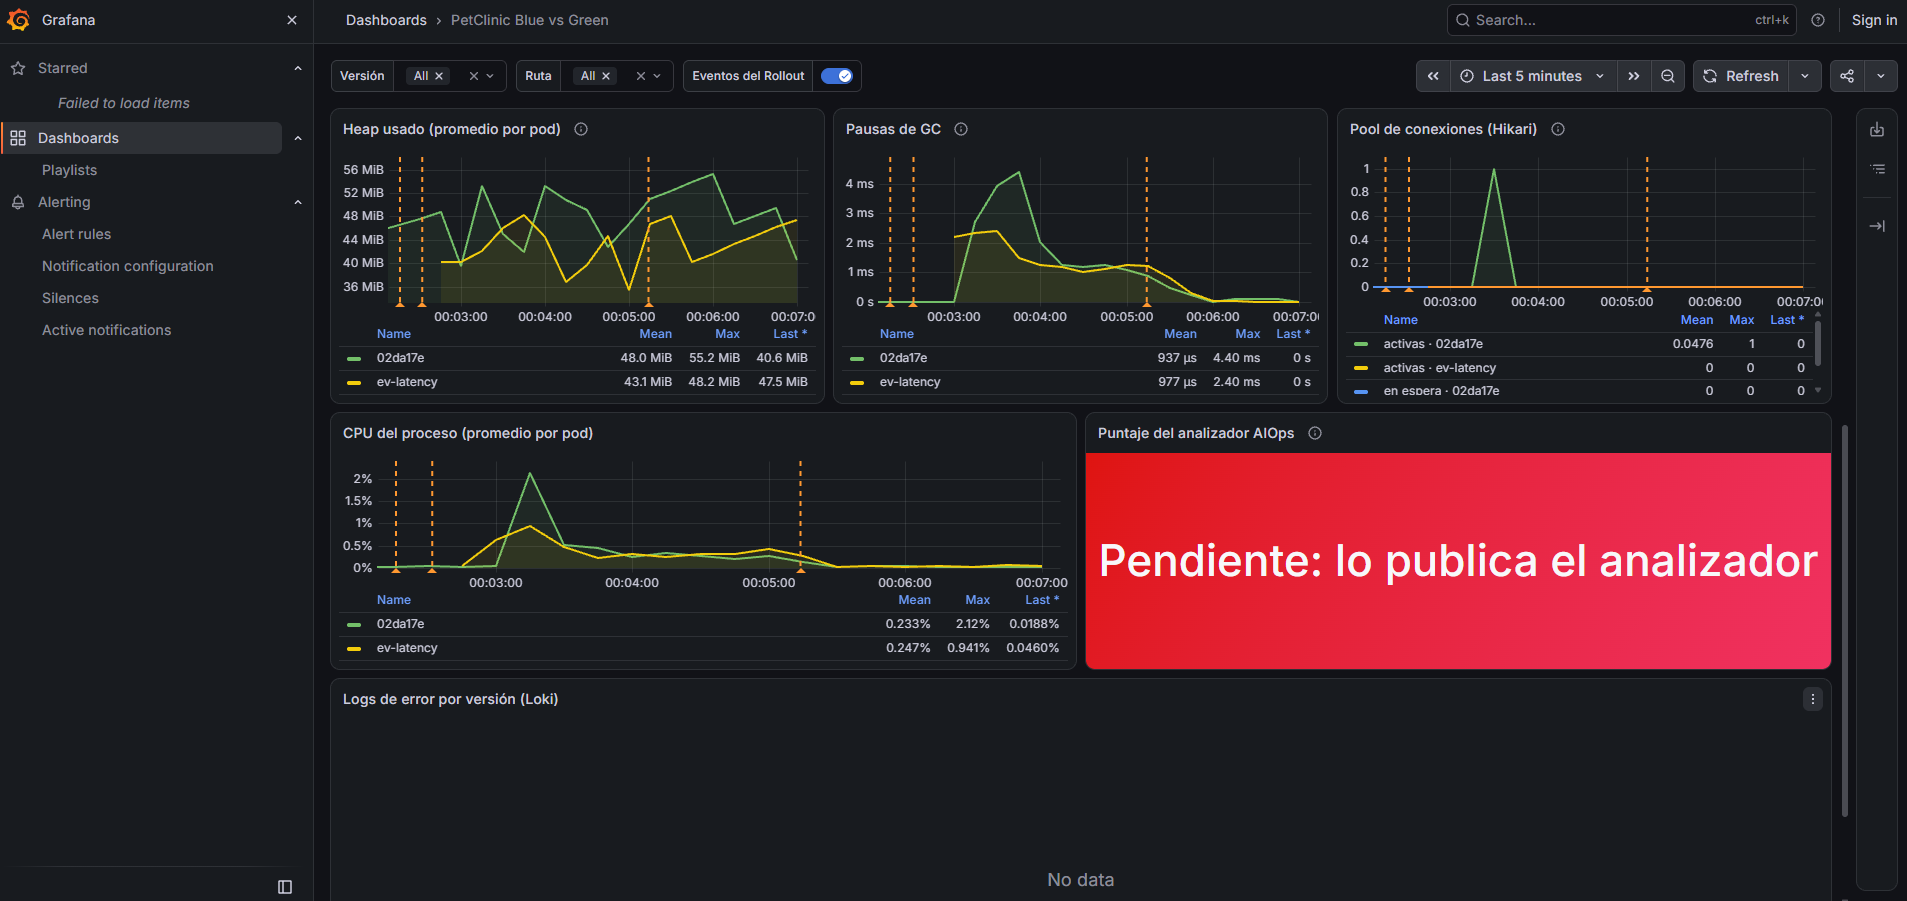 Grafana
Dashboards › PetClinic Blue vs Green
Search...
ctrl+k
Sign in
Starred
Failed to load items
Dashboards
Playlists
Alerting
Alert rules
Notification configuration
Silences
Active notifications
Versión
All
Ruta
All
Eventos del Rollout
Last 5 minutes
Refresh
Heap usado (promedio por pod)
56 MiB
52 MiB
48 MiB
44 MiB
40 MiB
36 MiB
00:03:00 00:04:00 00:05:00 00:06:00 00:07:0
Name Mean Max Last *
02da17e 48.0 MiB 55.2 MiB 40.6 MiB
ev-latency 43.1 MiB 48.2 MiB 47.5 MiB
Pausas de GC
4 ms
3 ms
2 ms
1 ms
0 s
00:03:00 00:04:00 00:05:00 00:06:00 00:07:0
Name Mean Max Last *
02da17e 937 µs 4.40 ms 0 s
ev-latency 977 µs 2.40 ms 0 s
Pool de conexiones (Hikari)
1
0.8
0.6
0.4
0.2
0
00:03:00 00:04:00 00:05:00 00:06:00 00:07:0
Name Mean Max Last *
activas · 02da17e 0.0476 1 0
activas · ev-latency 0 0 0
en espera · 02da17e 0 0 0
CPU del proceso (promedio por pod)
2%
1.5%
1%
0.5%
0%
00:03:00 00:04:00 00:05:00 00:06:00 00:07:00
Name Mean Max Last *
02da17e 0.233% 2.12% 0.0188%
ev-latency 0.247% 0.941% 0.0460%
Puntaje del analizador AIOps
Pendiente: lo publica el analizador
Logs de error por versión (Loki)
No data